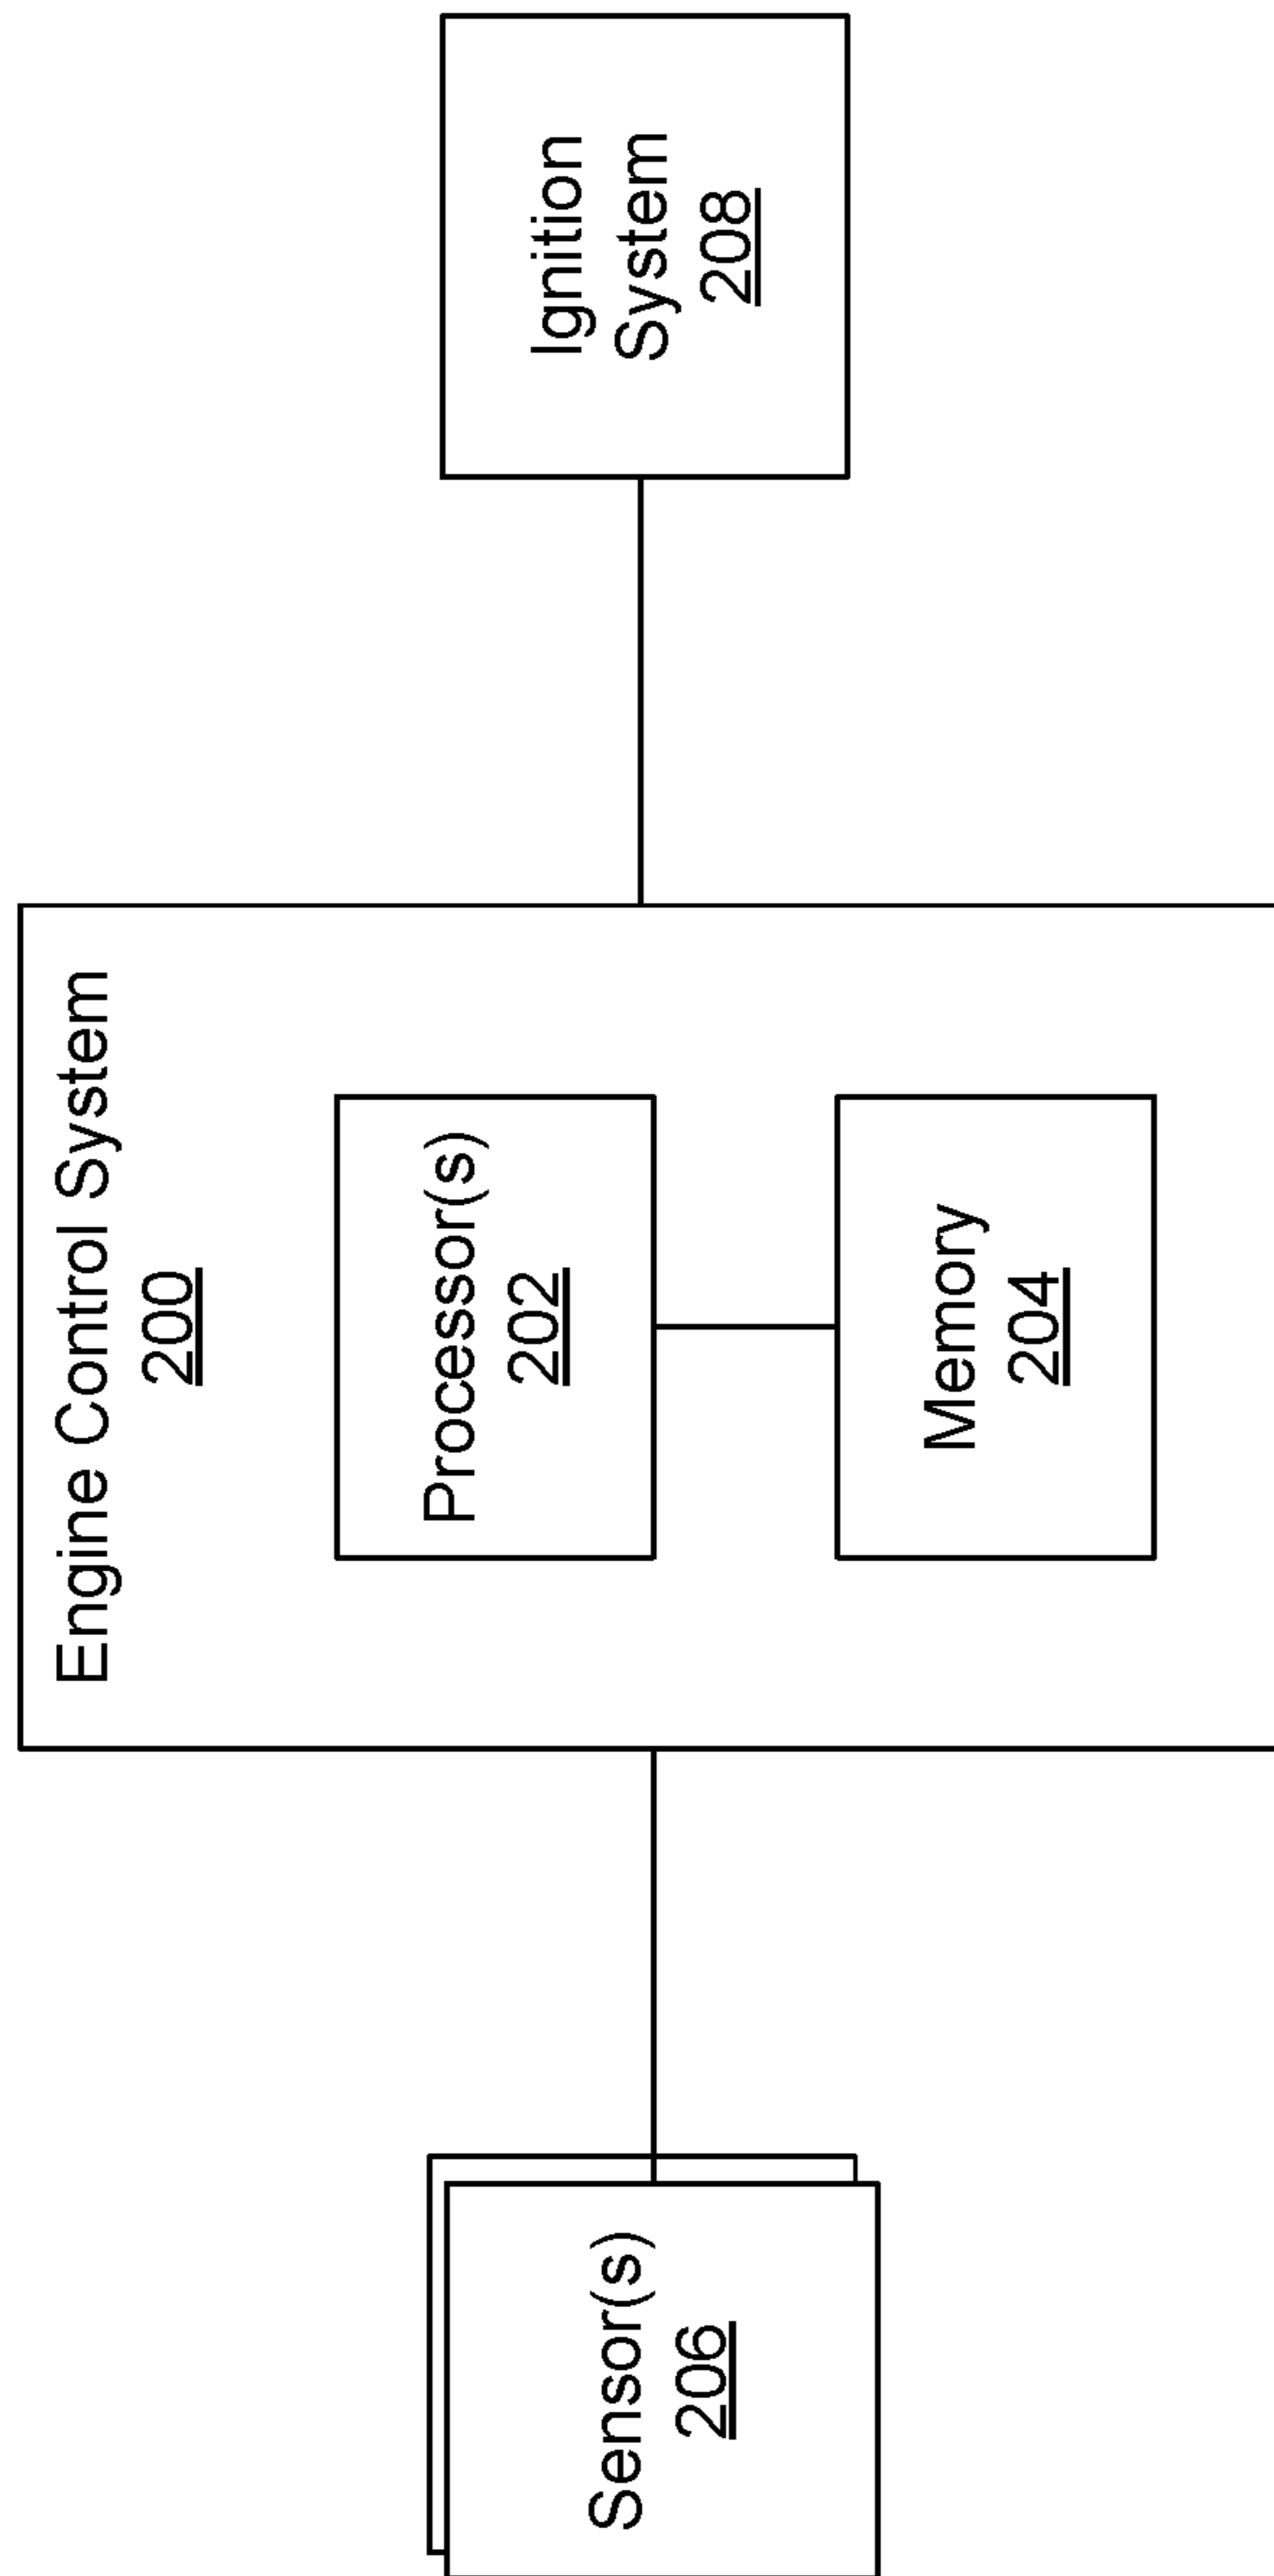 Engine Control System
200
Sensor(s)
206
Processor(s)
202
Memory
204
Ignition
System
208